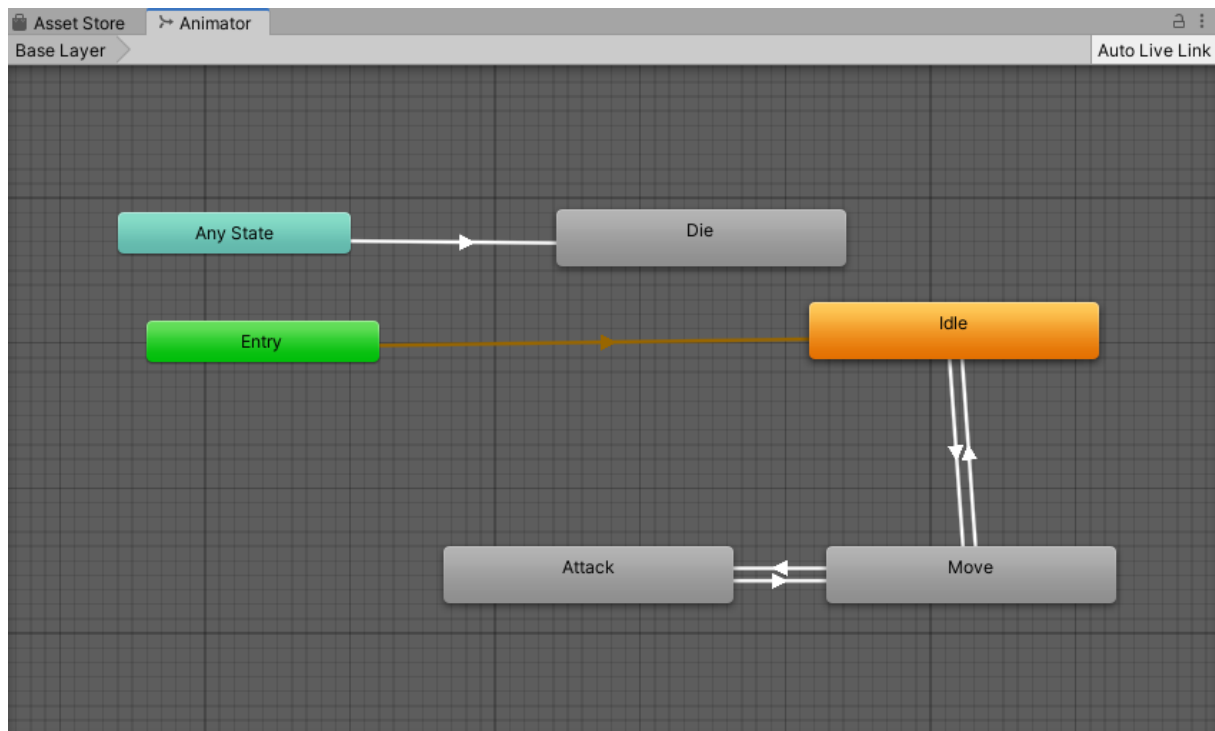 Asset Store
Animator
Base Layer
Auto Live Link
Any State
Die
Entry
Idle
Attack
Move